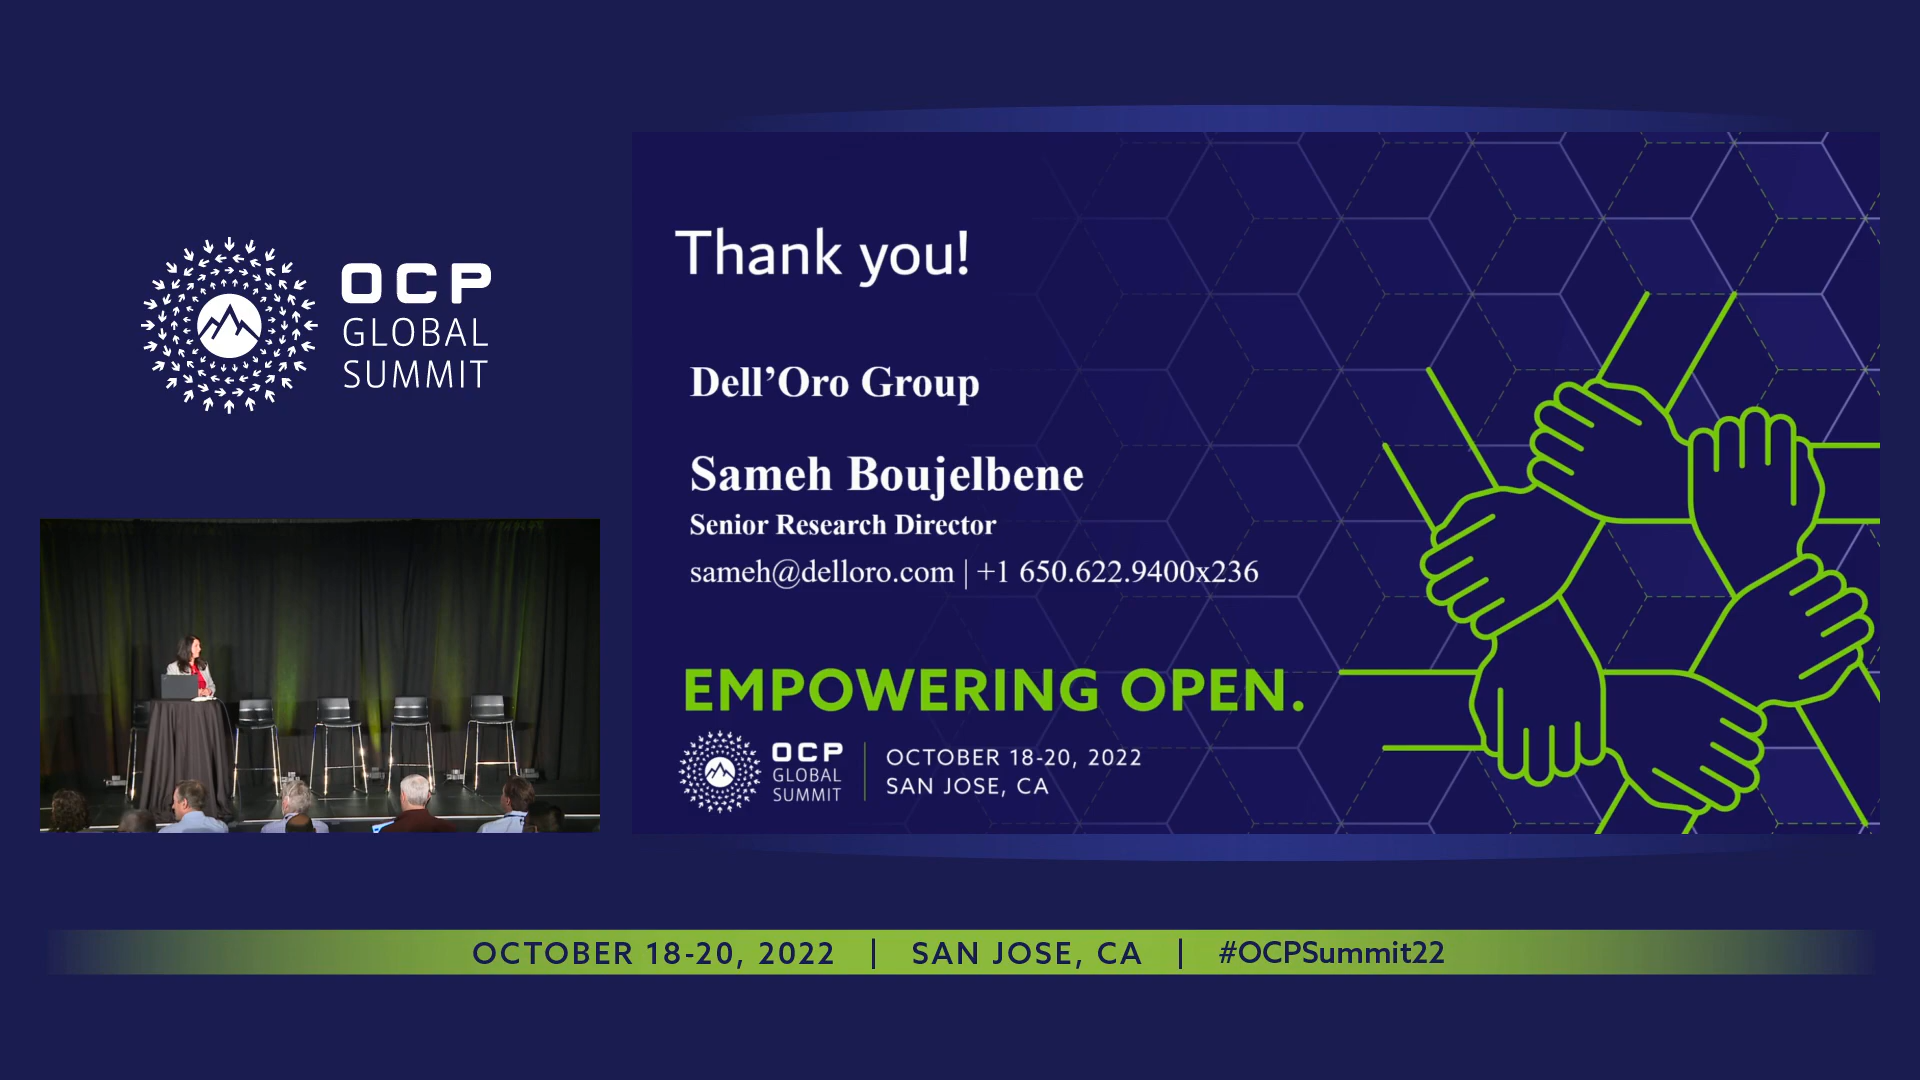 OCP
GLOBAL
SUMMIT
Thank you!
Dell’Oro Group
Sameh Boujelbene
Senior Research Director
sameh@delloro.com | +1 650.622.9400x236
EMPOWERING OPEN.
OCP
GLOBAL
SUMMIT
OCTOBER 18-20, 2022
SAN JOSE, CA
OCTOBER 18-20, 2022 | SAN JOSE, CA | #OCPSummit22